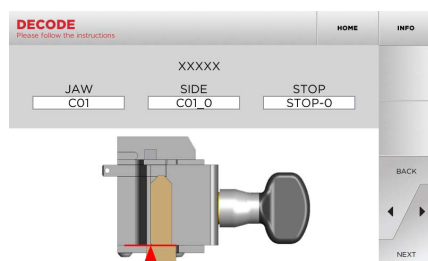 DECODE
Please follow the instructions
HOME
INFO
XXXXX
JAW
SIDE
STOP
C01
C01_0
STOP-0
BACK
NEXT